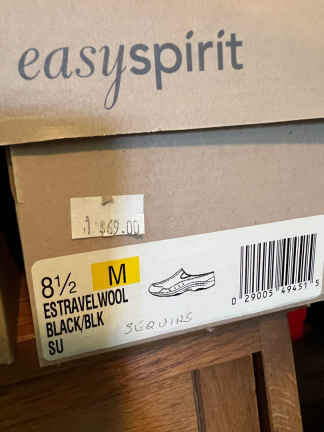 easyspirit
$69.00
8½ M
ESTRAVELWOOL
BLACK/BLK
SU
SEQUINS
0 29005 49451 5